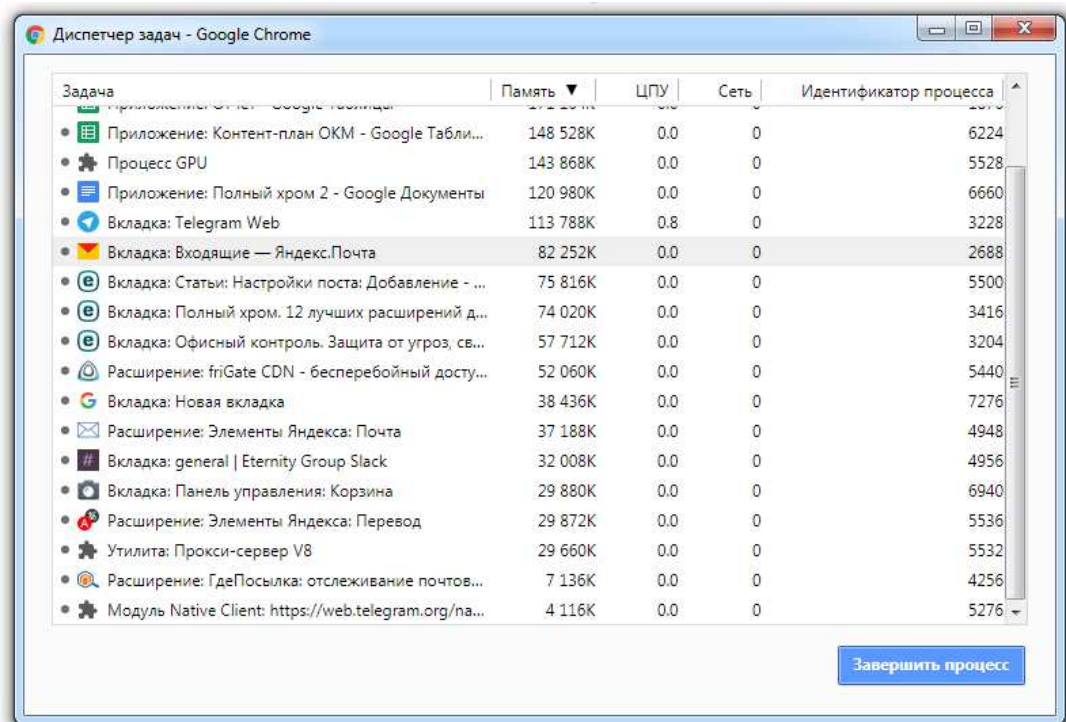 Диспетчер задач - Google Chrome
Задача Память ▼ ЦПУ Сеть Идентификатор процесса
Приложение: Контент-план ОКМ - Google Табли... 148 528K 0.0 0 6224
Процесс GPU 143 868K 0.0 0 5528
Приложение: Полный хром 2 - Google Документы 120 980K 0.0 0 6660
Вкладка: Telegram Web 113 788K 0.8 0 3228
Вкладка: Входящие — Яндекс.Почта 82 252K 0.0 0 2688
Вкладка: Статьи: Настройки поста: Добавление - ... 75 816K 0.0 0 5500
Вкладка: Полный хром. 12 лучших расширений д... 74 020K 0.0 0 3416
Вкладка: Офисный контроль. Защита от угроз, св... 57 712K 0.0 0 3204
Расширение: friGate CDN - бесперебойный досту... 52 060K 0.0 0 5440
Вкладка: Новая вкладка 38 436K 0.0 0 7276
Расширение: Элементы Яндекса: Почта 37 188K 0.0 0 4948
Вкладка: general | Eternity Group Slack 32 008K 0.0 0 4956
Вкладка: Панель управления: Корзина 29 880K 0.0 0 6940
Расширение: Элементы Яндекса: Перевод 29 872K 0.0 0 5536
Утилита: Прокси-сервер V8 29 660K 0.0 0 5532
Расширение: ГдеПосылка: отслеживание почтов... 7 136K 0.0 0 4256
Модуль Native Client: https://web.telegram.org/na... 4 116K 0.0 0 5276
Завершить процесс